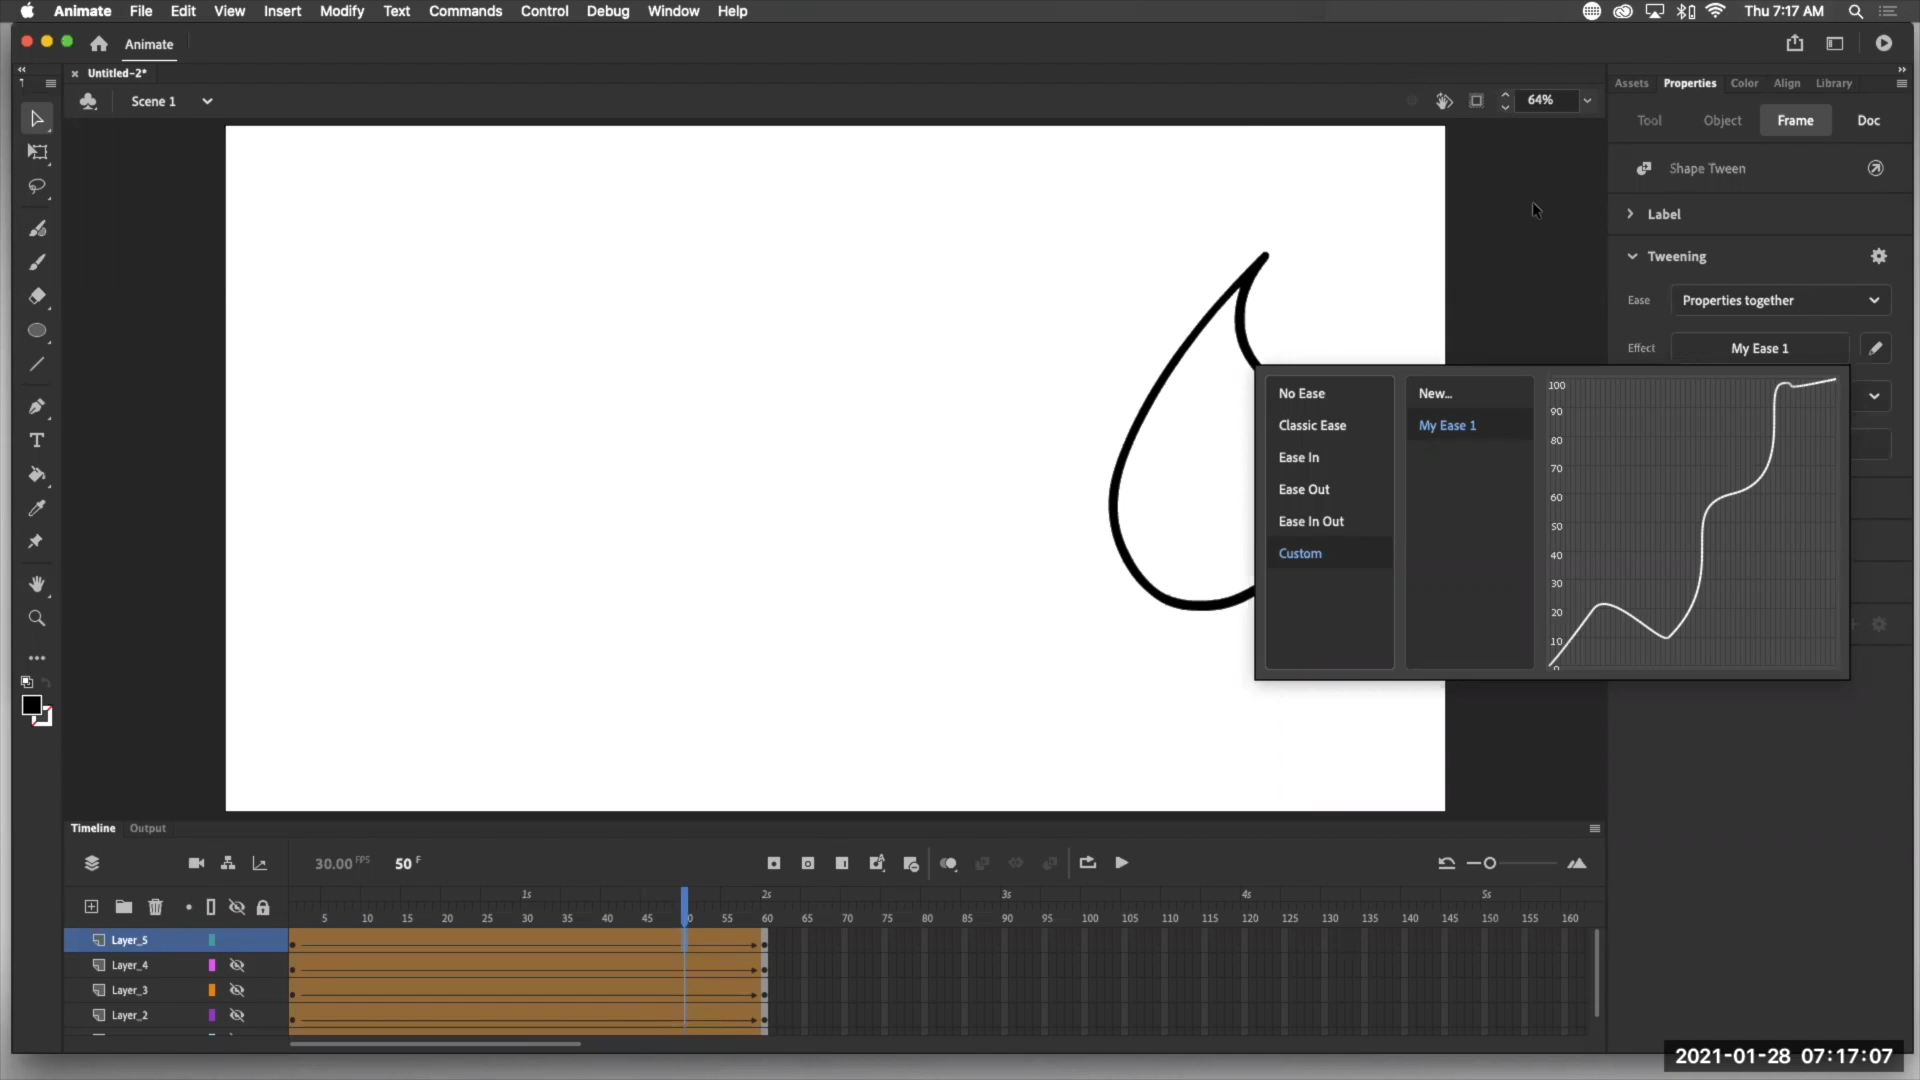 Animate File Edit View Insert Modify Text Commands Control Debug Window Help
Thu 7:17 AM
Animate
Untitled-2*
Scene 1
64%
Assets Properties Color Align Library
Tool Object Frame Doc
Shape Tween
Label
Tweening
Ease Properties together
Effect My Ease 1
No Ease
Classic Ease
Ease In
Ease Out
Ease In Out
Custom
New...
My Ease 1
100
90
80
70
60
50
40
30
20
10
0
Timeline Output
30.00 FPS 50 F
1s 2s 3s 4s 5s
5 10 15 20 25 30 35 40 45 50 55 60 65 70 75 80 85 90 95 100 105 110 115 120 125 130 135 140 145 150 155 160
Layer_5
Layer_4
Layer_3
Layer_2
2021-01-28 07:17:07